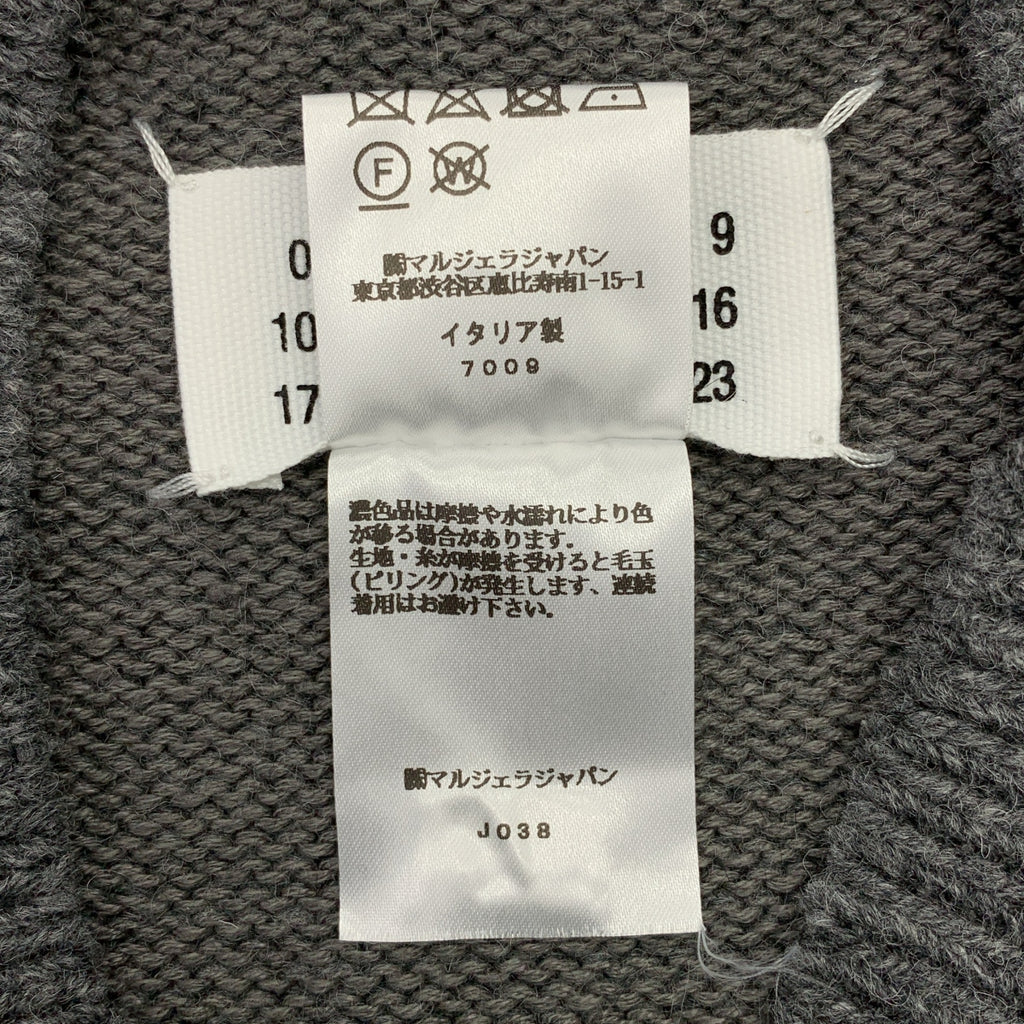 F W
㈱マルジェラジャパン
東京都渋谷区恵比寿南1-15-1
イタリア製
7009
0 9
10 16
17 23
濃色品は摩擦や水濡れにより色
が移る場合があります。
生地・糸が摩擦を受けると毛玉
(ピリング)が発生します、連続
着用はお避け下さい。
㈱マルジェラジャパン
J038